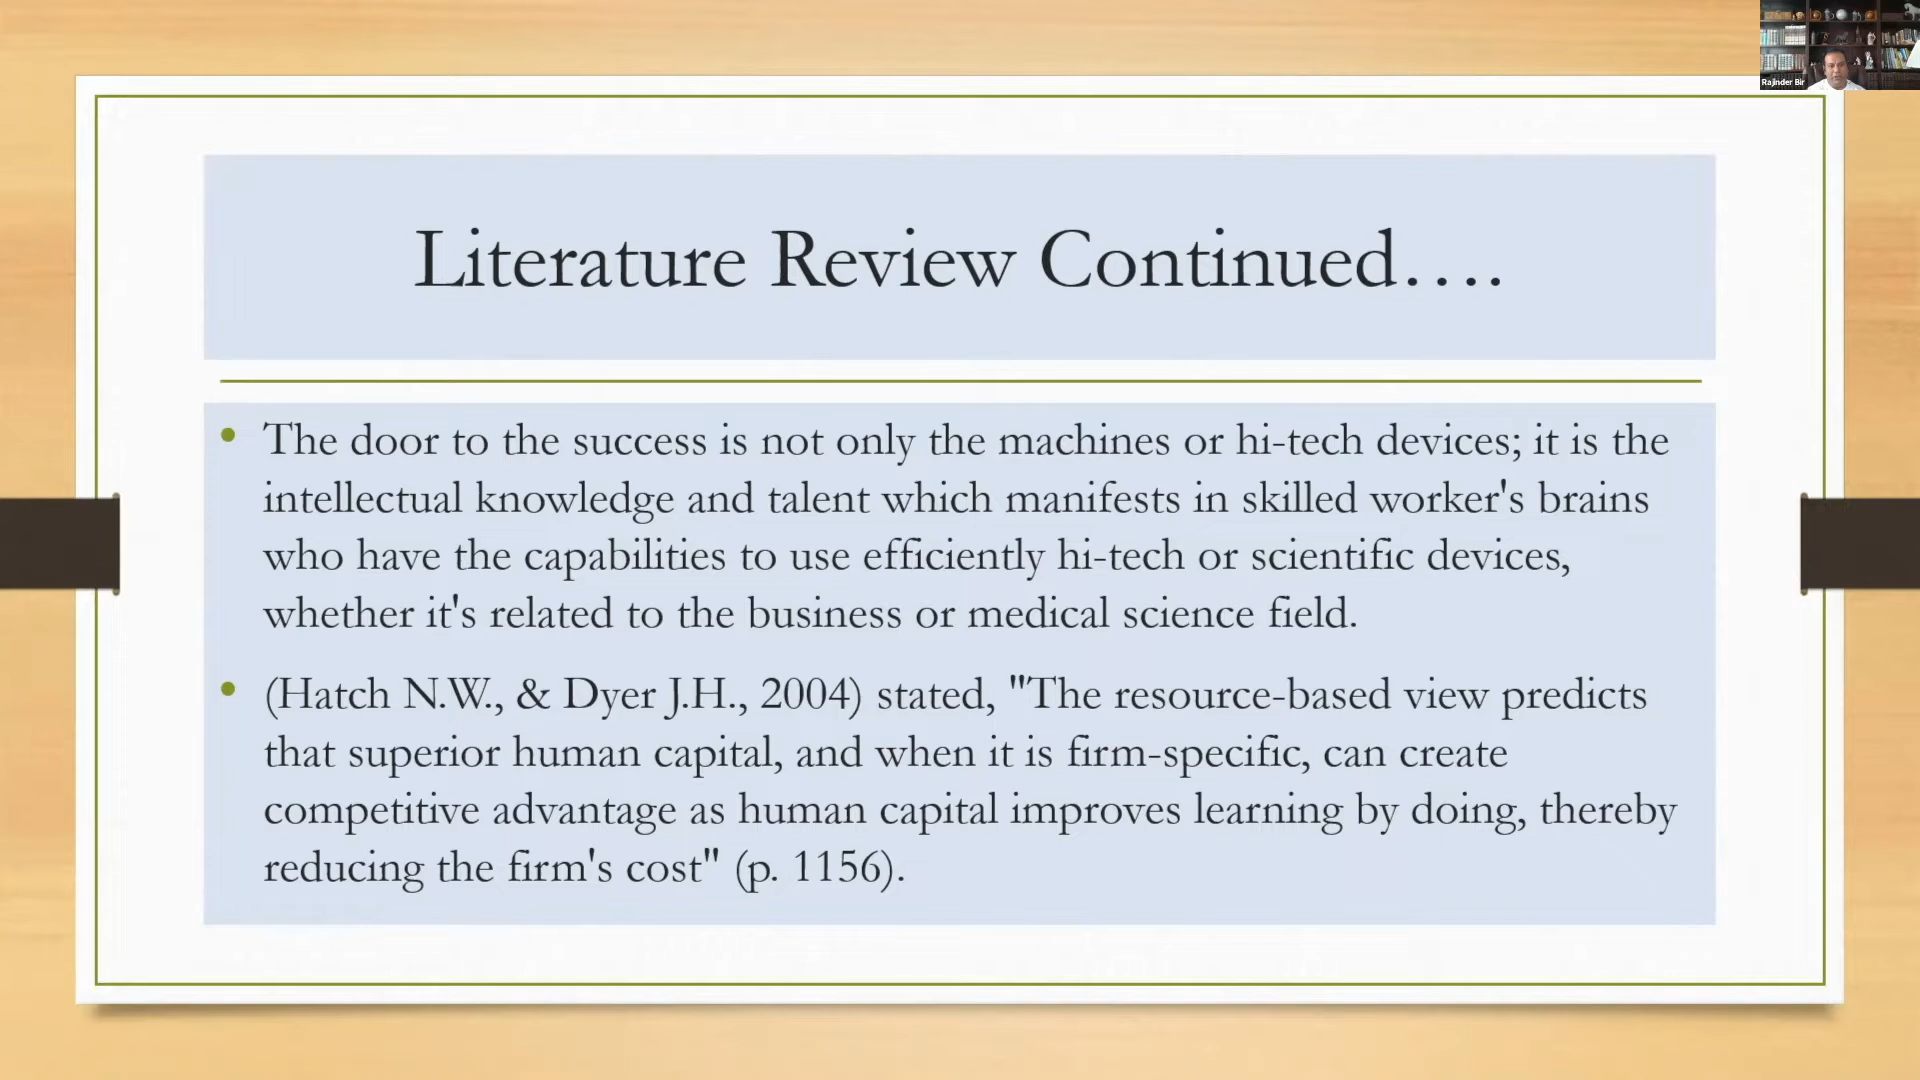 Rajinder Bir
Literature Review Continued….
• The door to the success is not only the machines or hi-tech devices; it is the
intellectual knowledge and talent which manifests in skilled worker's brains
who have the capabilities to use efficiently hi-tech or scientific devices,
whether it's related to the business or medical science field.
• (Hatch N.W., & Dyer J.H., 2004) stated, "The resource-based view predicts
that superior human capital, and when it is firm-specific, can create
competitive advantage as human capital improves learning by doing, thereby
reducing the firm's cost" (p. 1156).